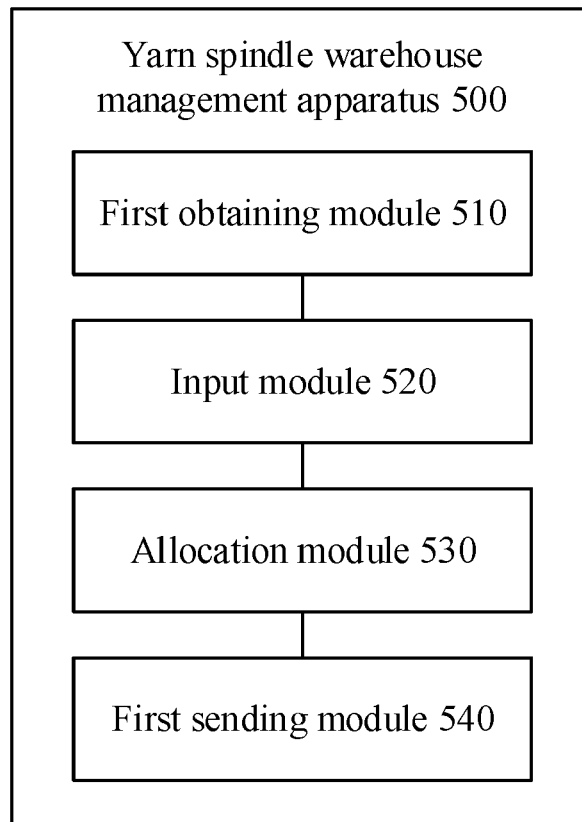 Yarn spindle warehouse
management apparatus 500
First obtaining module 510
Input module 520
Allocation module 530
First sending module 540